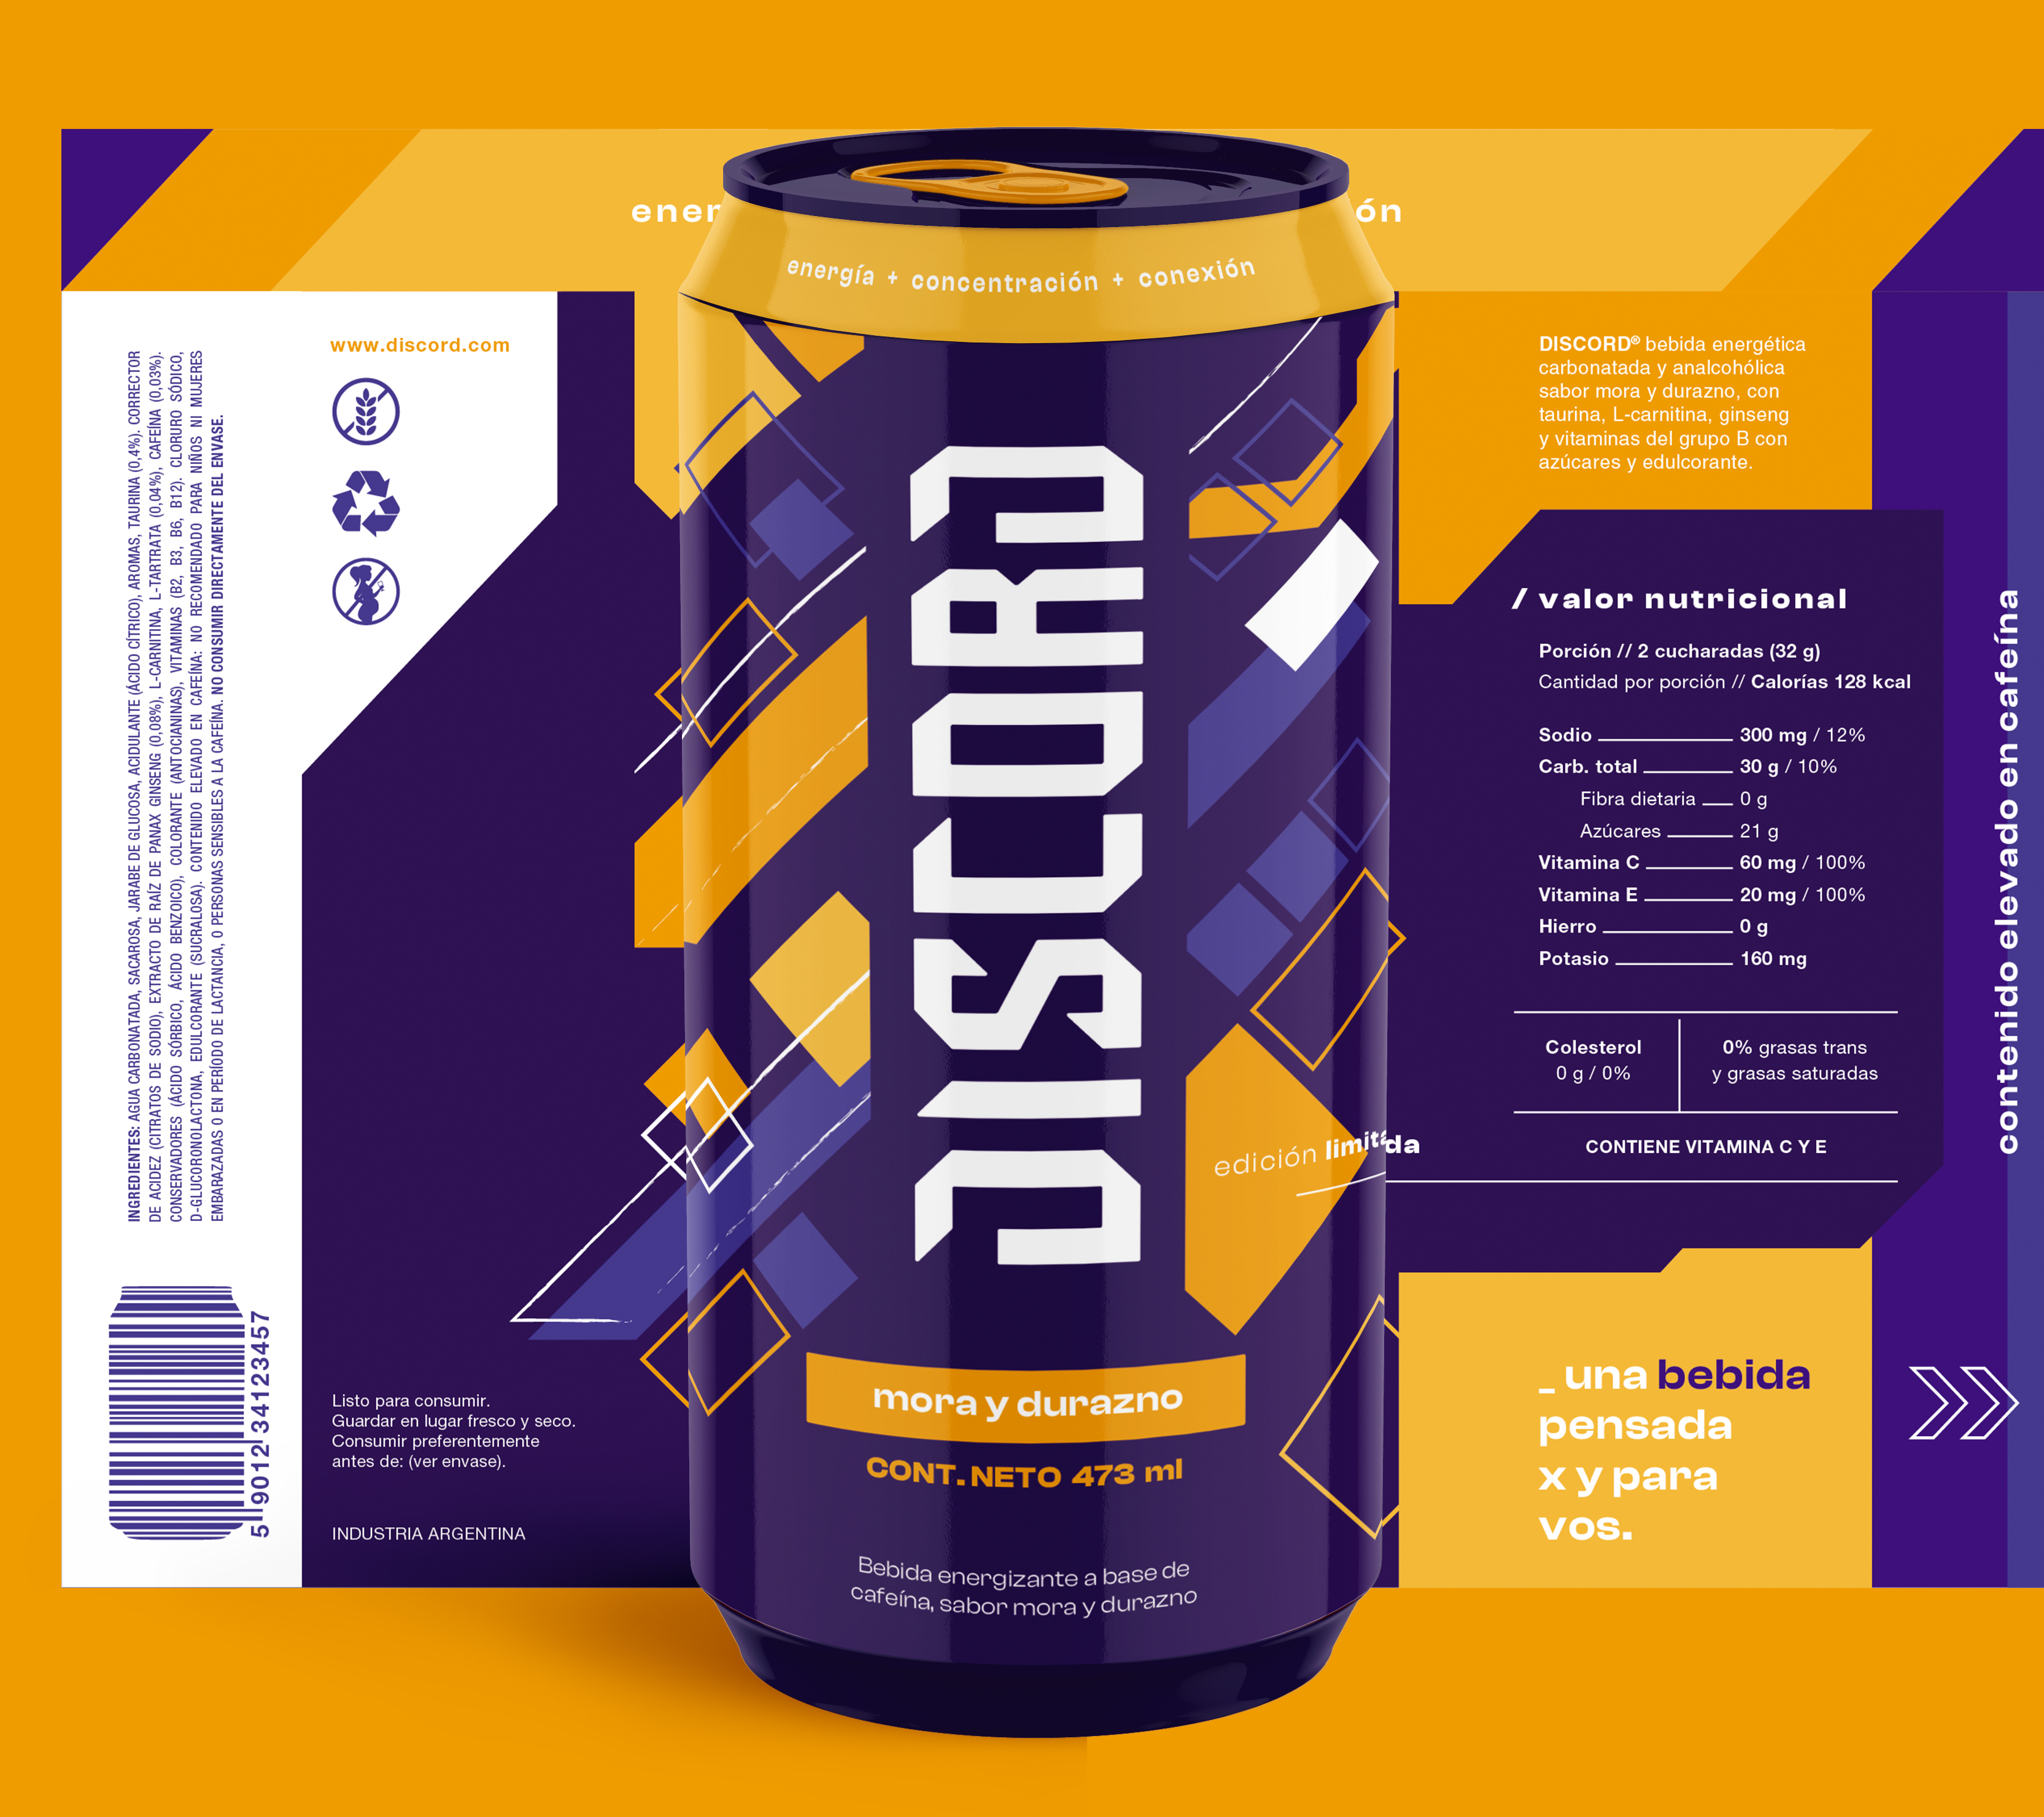 ener
ón
energía + concentración + conexión
INGREDIENTES: AGUA CARBONATADA, SACAROSA, JARABE DE GLUCOSA, ACIDULANTE (ÁCIDO CÍTRICO), AROMAS, TAURINA (0,4%). CORRECTOR
DE ACIDEZ (CITRATOS DE SODIO), EXTRACTO DE RAÍZ DE PANAX GINSENG (0,08%), L-CARNITINA, L-TARTRATA (0,04%), CAFEÍNA (0,03%).
CONSERVADORES (ÁCIDO SÓRBICO, ÁCIDO BENZOICO), COLORANTE (ANTOCIANINAS), VITAMINAS (B2, B3, B6, B12). CLORURO SÓDICO,
D-GLUCORONOLACTONA, EDULCORANTE (SUCRALOSA). CONTENIDO ELEVADO EN CAFEÍNA: NO RECOMENDADO PARA NIÑOS NI MUJERES
EMBARAZADAS O EN PERÍODO DE LACTANCIA, O PERSONAS SENSIBLES A LA CAFEÍNA. NO CONSUMIR DIRECTAMENTE DEL ENVASE.
5 9012 34123457
www.discord.com
Listo para consumir.
Guardar en lugar fresco y seco.
Consumir preferentemente
antes de: (ver envase).
INDUSTRIA ARGENTINA
DISCORD
edición limitada
mora y durazno
CONT. NETO 473 ml
Bebida energizante a base de
cafeína, sabor mora y durazno
DISCORD® bebida energética
carbonatada y analcohólica
sabor mora y durazno, con
taurina, L-carnitina, ginseng
y vitaminas del grupo B con
azúcares y edulcorante.
/ valor nutricional
Porción // 2 cucharadas (32 g)
Cantidad por porción // Calorías 128 kcal
Sodio 300 mg / 12%
Carb. total 30 g / 10%
Fibra dietaria 0 g
Azúcares 21 g
Vitamina C 60 mg / 100%
Vitamina E 20 mg / 100%
Hierro 0 g
Potasio 160 mg
Colesterol
0 g / 0%
0% grasas trans
y grasas saturadas
CONTIENE VITAMINA C Y E
_ una bebida
pensada
x y para
vos.
contenido elevado en cafeína